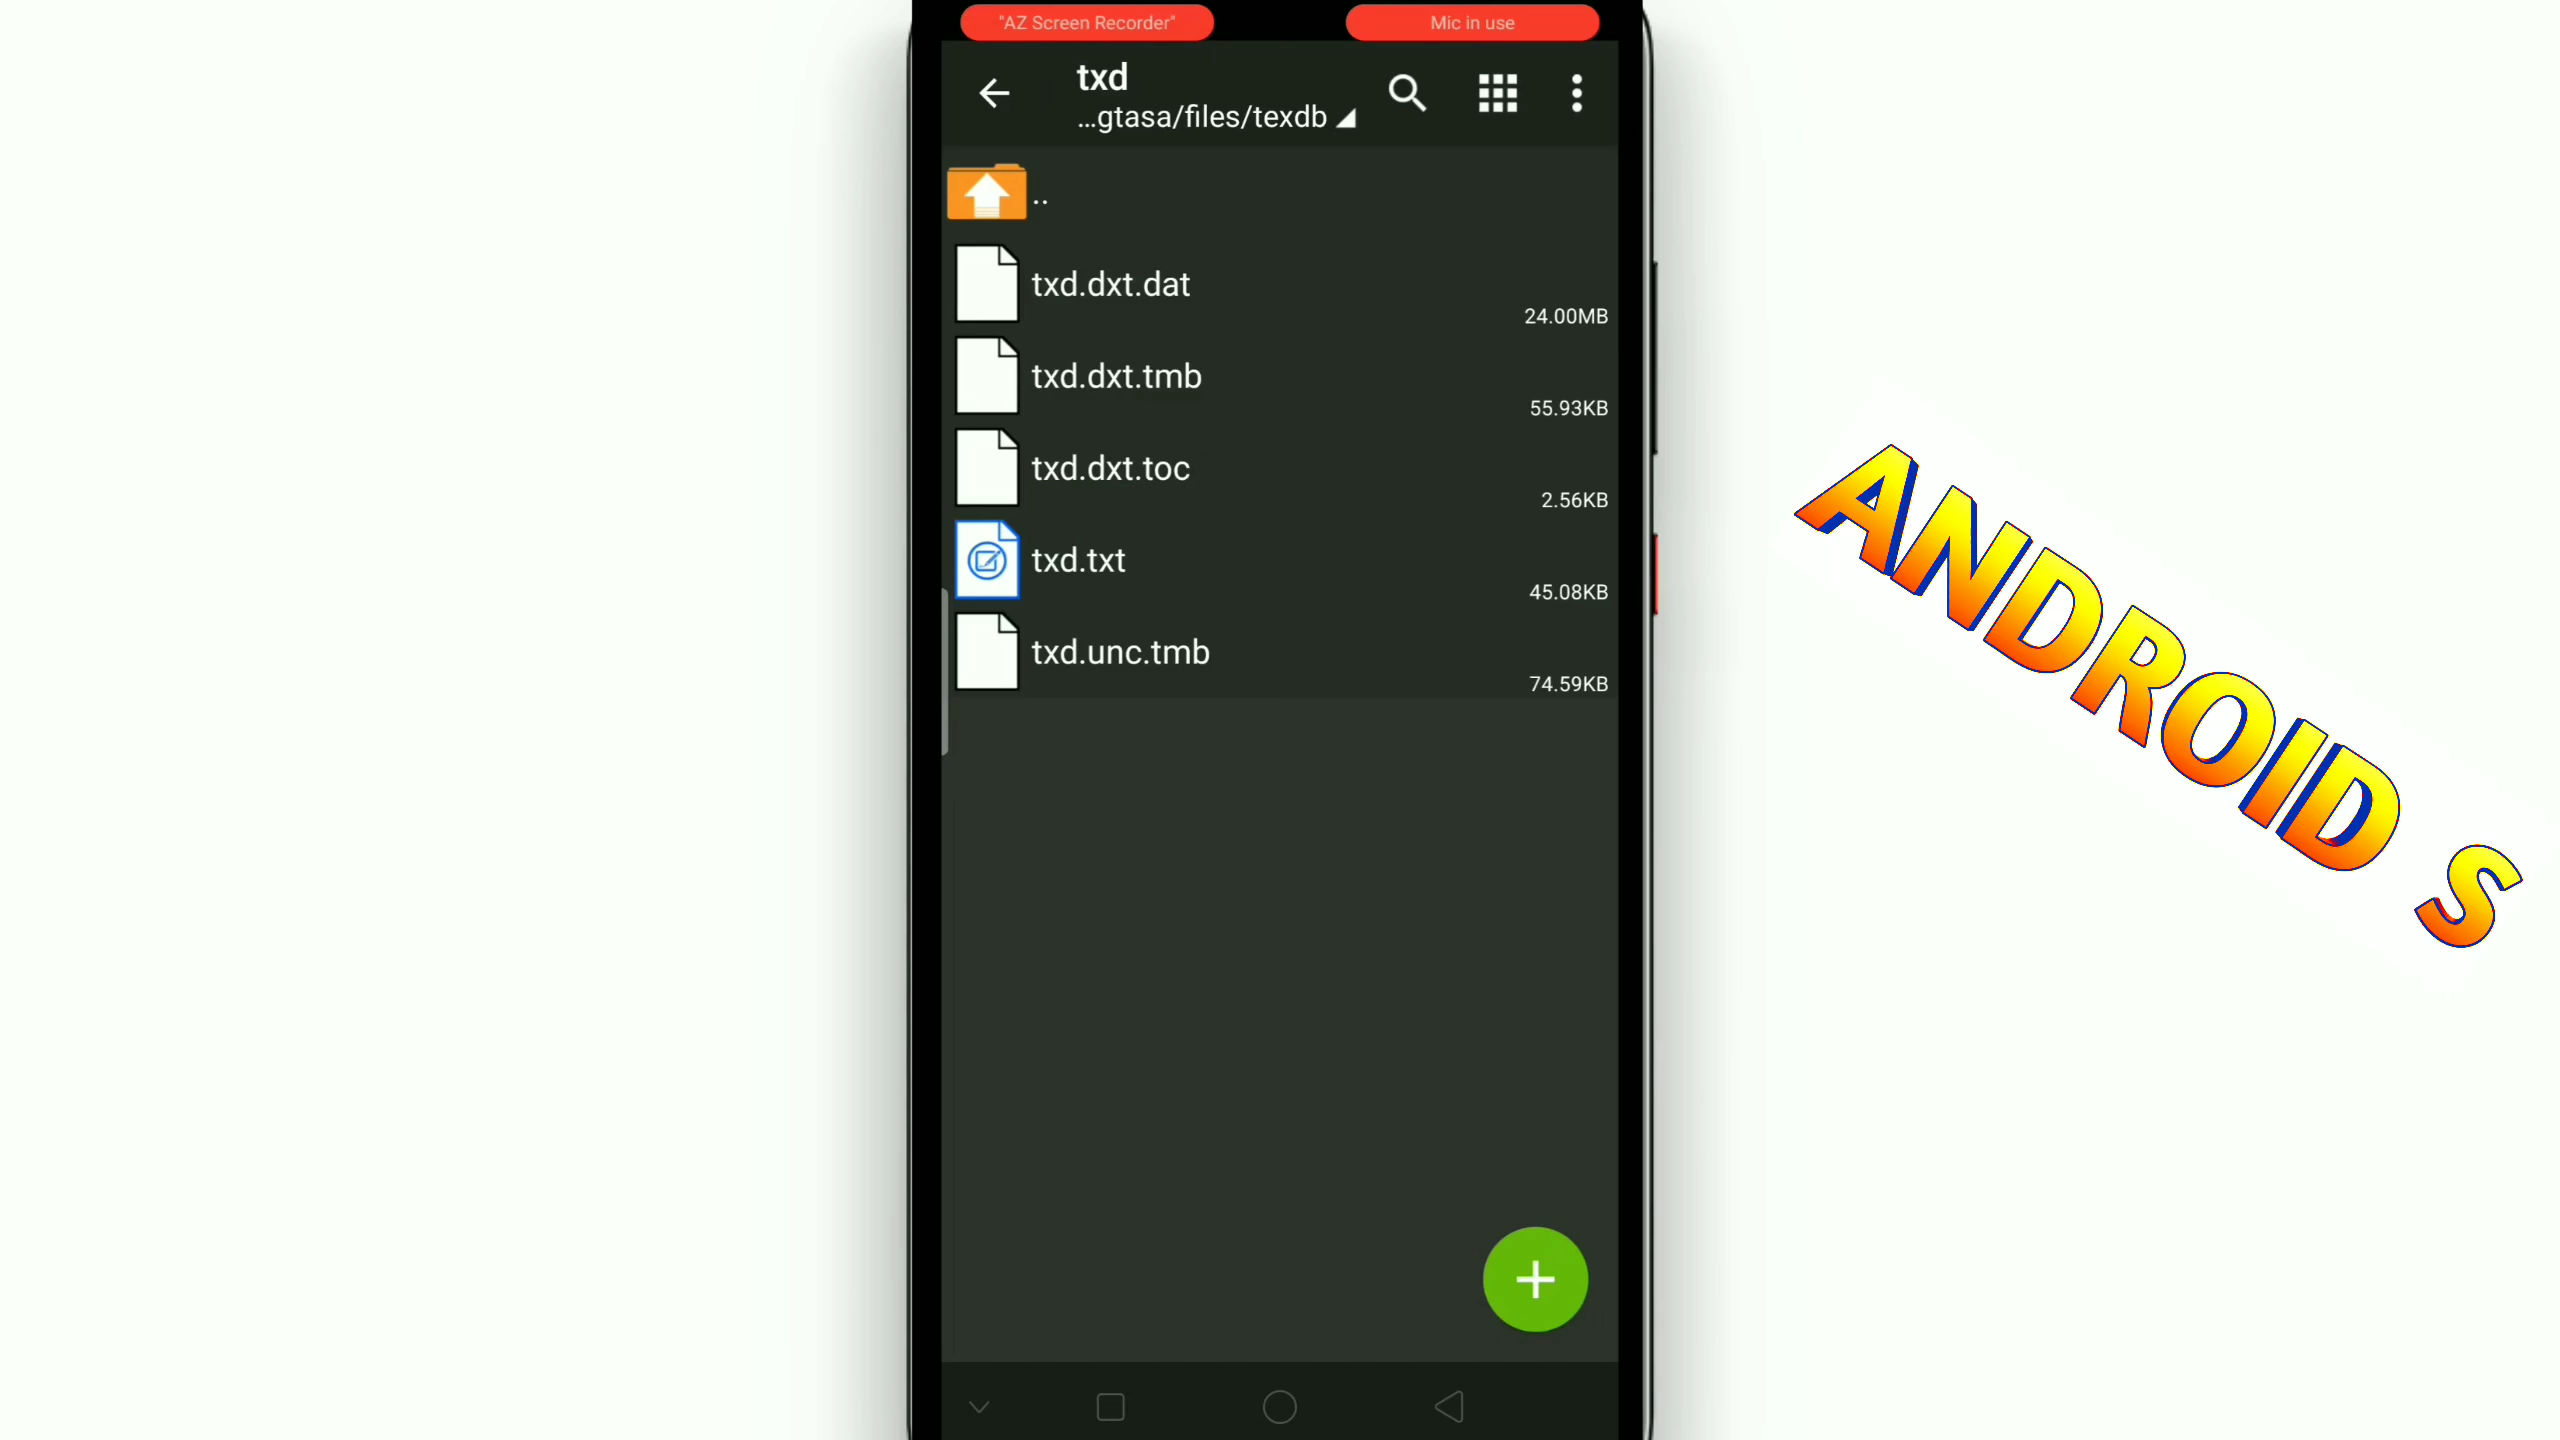 "AZ Screen Recorder"
Mic in use
txd
...gtasa/files/texdb
..
txd.dxt.dat
24.00MB
txd.dxt.tmb
55.93KB
txd.dxt.toc
2.56KB
txd.txt
45.08KB
txd.unc.tmb
74.59KB
ANDROID S